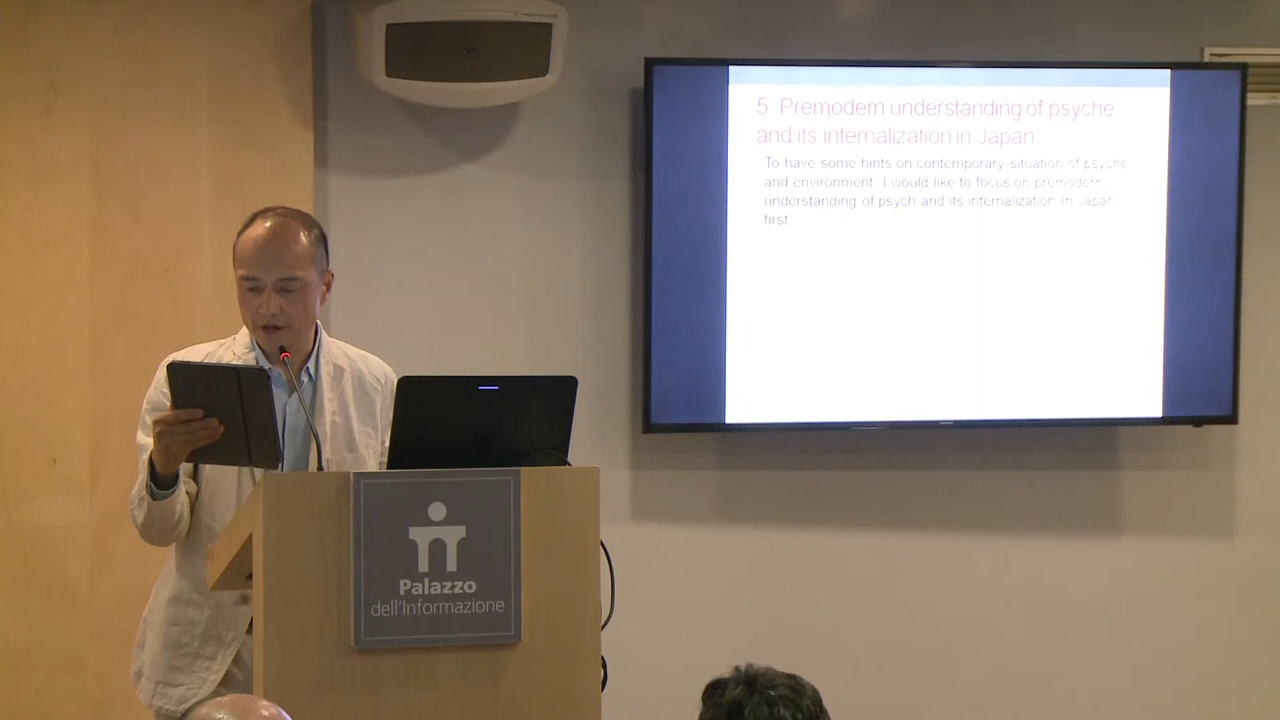 5 Premodern understanding of psyche
and its internalization in Japan
To have some hints on contemporary situation of psyche
and environment I would like to focus on premodern
understanding of psych and its internalization in Japan
first
Palazzo
dell'Informazione